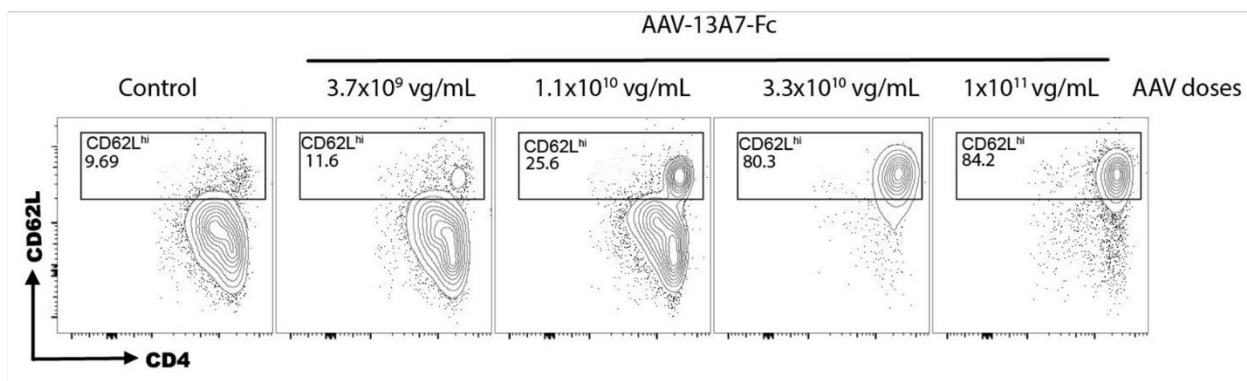 AAV-13A7-Fc
Control 3.7x10⁹ vg/mL 1.1x10¹⁰ vg/mL 3.3x10¹⁰ vg/mL 1x10¹¹ vg/mL AAV doses
CD62Lʰⁱ CD62Lʰⁱ CD62Lʰⁱ CD62Lʰⁱ CD62Lʰⁱ
9.69 11.6 25.6 80.3 84.2
CD62L
CD4